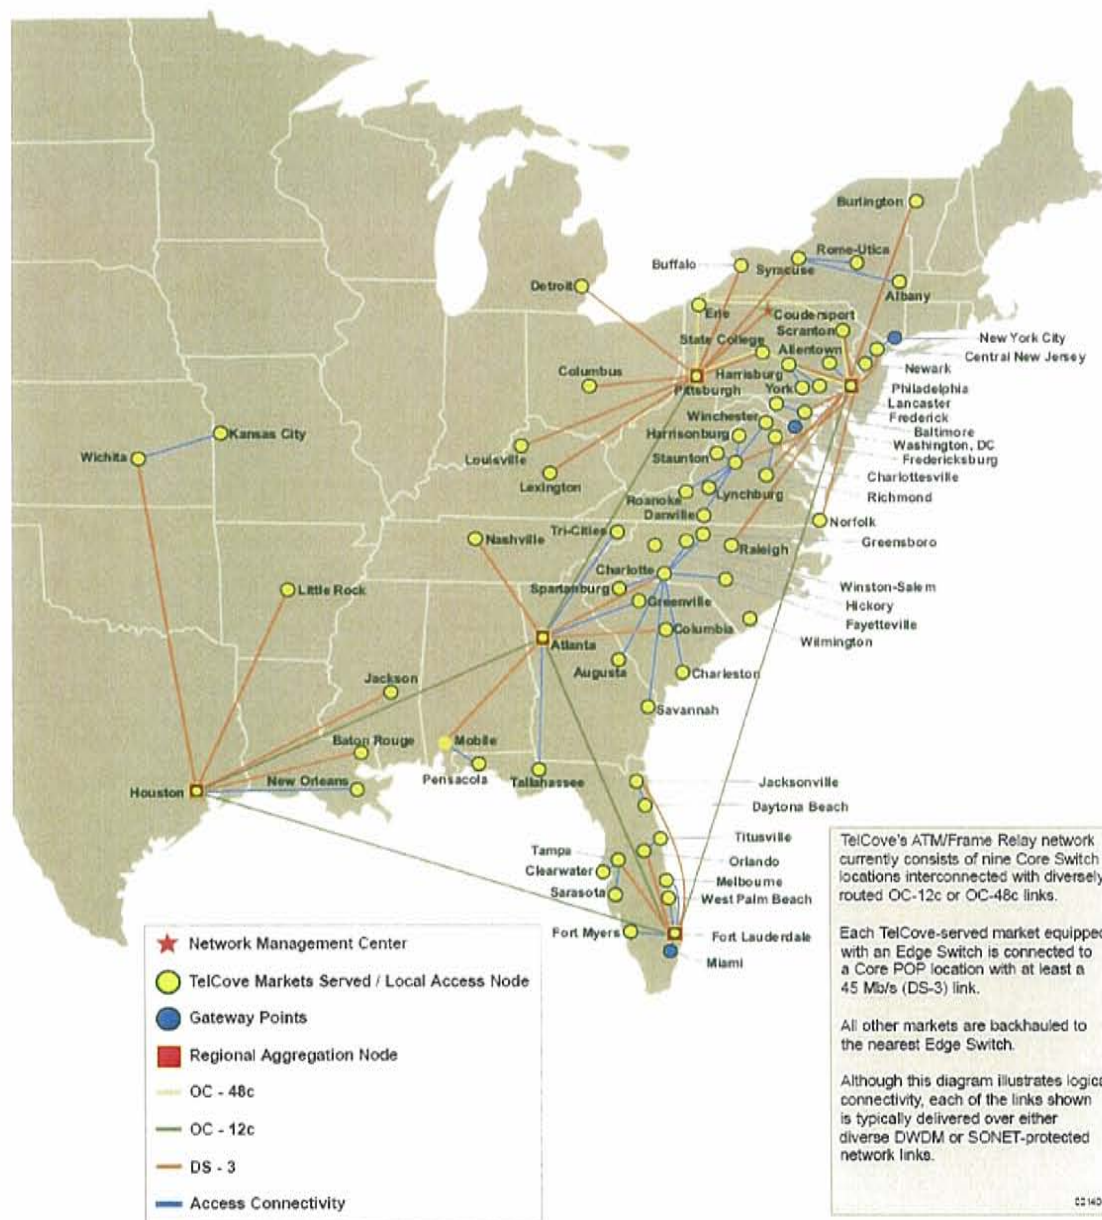 Burlington
Rome-Utica
Buffalo
Syracuse
Detroit
Albany
Erie
Coudersport
Scranton
New York City
State College
Allentown
Central New Jersey
Newark
Columbus
Harrisburg
Pittsburgh
York
Philadelphia
Lancaster
Winchester
Frederick
Kansas City
Harrisonburg
Baltimore
Washington, DC
Wichita
Louisville
Staunton
Fredericksburg
Lexington
Charlottesville
Roanoke
Lynchburg
Richmond
Danville
Norfolk
Nashville
Tri-Cities
Greensboro
Raleigh
Charlotte
Little Rock
Spartanburg
Winston-Salem
Greenville
Hickory
Fayetteville
Columbia
Atlanta
Wilmington
Augusta
Charleston
Jackson
Savannah
Baton Rouge
Mobile
New Orleans
Pensacola
Tallahassee
Houston
Jacksonville
Daytona Beach
Titusville
Tampa
Orlando
Clearwater
Melbourne
Sarasota
West Palm Beach
Fort Myers
Fort Lauderdale
Miami
Network Management Center
TelCove Markets Served / Local Access Node
Gateway Points
Regional Aggregation Node
OC - 48c
OC - 12c
DS - 3
Access Connectivity
TelCove's ATM/Frame Relay network
currently consists of nine Core Switch
locations interconnected with diversely
routed OC-12c or OC-48c links.
Each TelCove-served market equipped
with an Edge Switch is connected to
a Core POP location with at least a
45 Mb/s (DS-3) link.
All other markets are backhauled to
the nearest Edge Switch.
Although this diagram illustrates logica
connectivity, each of the links shown
is typically delivered over either
diverse DWDM or SONET-protected
network links.